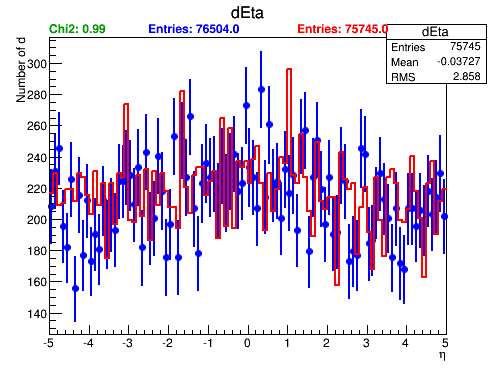 dEta
Chi2: 0.99 Entries: 76504.0 Entries: 75745.0
dEta
Entries 75745
Mean -0.03727
RMS 2.858
Number of d
300
280
260
240
220
200
180
160
140
-5 -4 -3 -2 -1 0 1 2 3 4 5
η